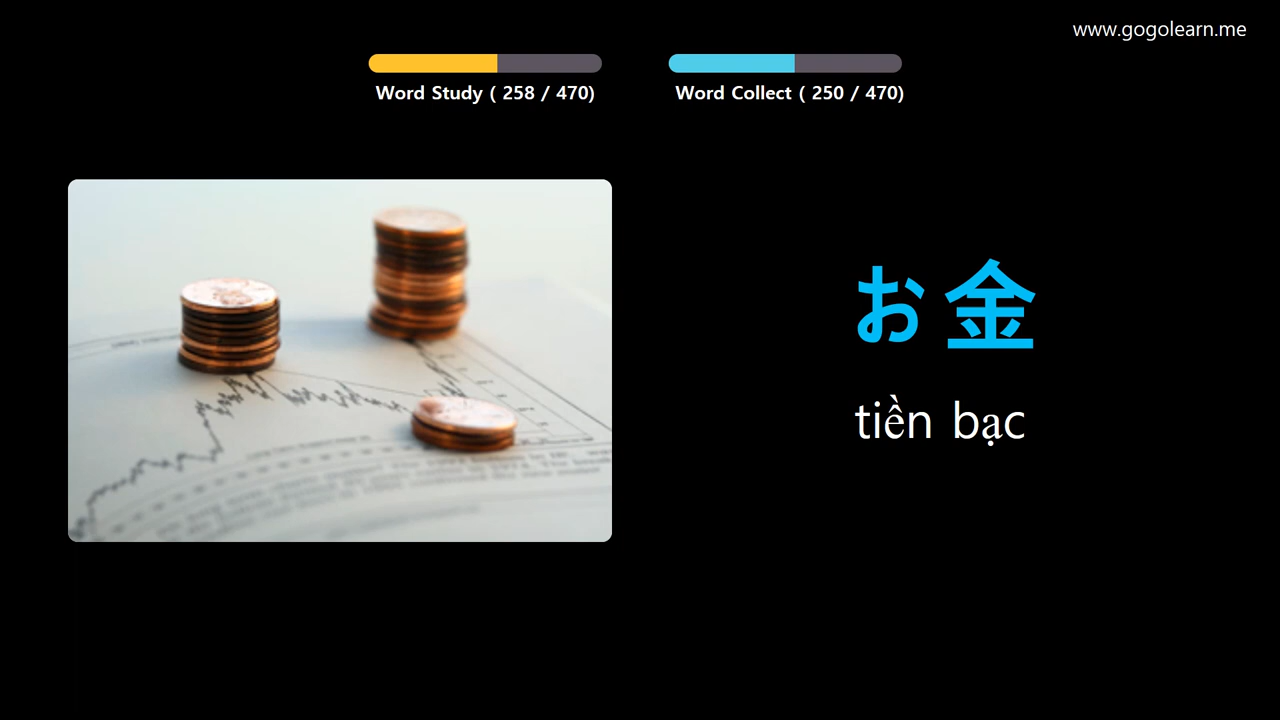 www.gogolearn.me
Word Study ( 258 / 470)
Word Collect ( 250 / 470)
お金
tiền bạc